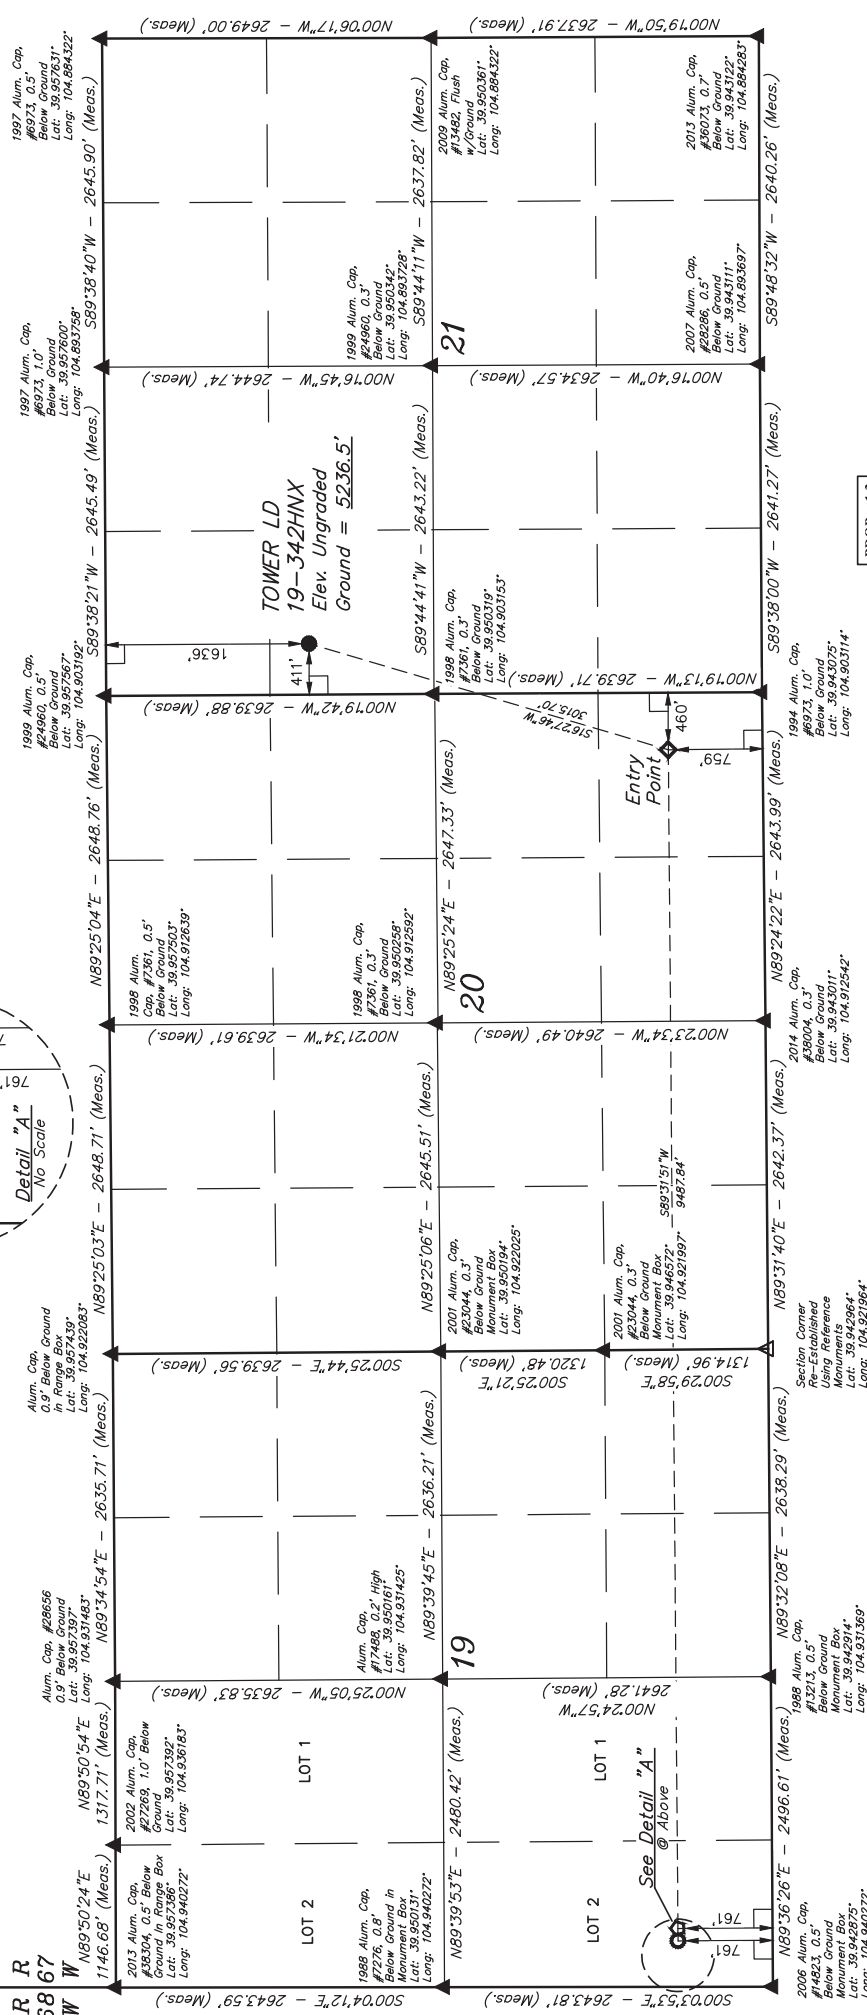 R R
68 67
W W
N89°50'24"E
1146.68' (Meas.)
N89°50'54"E
1317.71' (Meas.)
N89°34'54"E - 2635.71' (Meas.)
N89°25'03"E - 2648.71' (Meas.)
N89°25'04"E - 2648.76' (Meas.)
S89°38'21"W - 2645.49' (Meas.)
S89°38'40"W - 2645.90' (Meas.)
2013 Alum. Cap,
#38304, 0.5' Below
Ground In Range Box
Lat: 39.957386°
Long: 104.940272°
2002 Alum. Cap,
#27269, 1.0' Below
Ground
Lat: 39.957392°
Long: 104.936183°
Alum. Cap, #28656
0.9' Below Ground
Lat: 39.957397°
Long: 104.931483°
Alum. Cap,
0.9' Below Ground
in Range Box
Lat: 39.957439°
Long: 104.922083°
761'
Detail "A"
No Scale
1998 Alum.
Cap, #7361, 0.5'
Below Ground
Lat: 39.957503°
Long: 104.912639°
1999 Alum. Cap,
#24960, 0.5'
Below Ground
Lat: 39.957567°
Long: 104.903192°
1997 Alum. Cap,
#6973, 1.0'
Below Ground
Lat: 39.957600°
Long: 104.893758°
1997 Alum. Cap,
#6973, 0.5'
Below Ground
Lat: 39.957631°
Long: 104.884322°
S00°04'12"E - 2643.59' (Meas.)
LOT 2
LOT 1
N00°25'05"W - 2635.83' (Meas.)
S00°25'44"E - 2639.56' (Meas.)
N00°21'34"W - 2639.61' (Meas.)
N00°19'42"W - 2639.88' (Meas.)
1636'
411'
TOWER LD
19-342HNX
Elev. Ungraded
Ground = 5236.5'
N00°16'45"W - 2644.74' (Meas.)
N00°06'17"W - 2649.00' (Meas.)
1988 Alum. Cap,
#7276, 0.8'
Below Ground in
Monument Box
Lat: 39.950131°
Long: 104.940272°
Alum. Cap,
#17488, 0.2' High
Lat: 39.950161°
Long: 104.931425°
1998 Alum. Cap,
#7361, 0.3'
Below Ground
Lat: 39.950258°
Long: 104.912592°
1999 Alum. Cap,
#24960, 0.3'
Below Ground
Lat: 39.950342°
Long: 104.893728°
N89°39'53"E - 2480.42' (Meas.)
N89°39'45"E - 2636.21' (Meas.)
N89°25'06"E - 2645.51' (Meas.)
N89°25'24"E - 2647.33' (Meas.)
S89°44'41"W - 2643.22' (Meas.)
S89°44'11"W - 2637.82' (Meas.)
19
20
21
2001 Alum. Cap,
#23044, 0.3'
Below Ground
Monument Box
Lat: 39.950194°
Long: 104.922025°
1998 Alum. Cap,
#7361, 0.3'
Below Ground
Lat: 39.950319°
Long: 104.903153°
2009 Alum. Cap,
#13482, Flush
w/Ground
Lat: 39.950361°
Long: 104.884322°
S00°03'53"E - 2643.81' (Meas.)
LOT 2
LOT 1
N00°24'57"W
2641.28' (Meas.)
S00°25'21"E
1320.48' (Meas.)
S00°29'58"E
1314.96' (Meas.)
N00°23'34"W - 2640.49' (Meas.)
N00°19'13"W - 2639.71' (Meas.)
N00°16'40"W - 2634.57' (Meas.)
N00°19'50"W - 2637.91' (Meas.)
S16°27'46"W
3015.70'
See Detail "A"
@ Above
2001 Alum. Cap,
#23044, 0.3'
Below Ground
Monument Box
Lat: 39.946572°
Long: 104.921997°
S89°31'51"W
9487.84'
Entry
Point
460'
759'
761'
761'
2007 Alum. Cap,
#28286, 0.5'
Below Ground
Lat: 39.943111°
Long: 104.893697°
2013 Alum. Cap,
#36073, 0.7'
Below Ground
Lat: 39.943122°
Long: 104.884283°
N89°36'26"E - 2496.61' (Meas.)
N89°32'08"E - 2638.29' (Meas.)
N89°31'40"E - 2642.37' (Meas.)
N89°24'22"E - 2643.99' (Meas.)
S89°38'00"W - 2641.27' (Meas.)
S89°48'32"W - 2640.26' (Meas.)
2006 Alum. Cap,
#14823, 0.5'
Below Ground
Monument Box
Lat: 39.942875°
Long: 104.940272°
1988 Alum. Cap,
#13213, 0.5'
Below Ground
Monument Box
Lat: 39.942914°
Long: 104.931369°
Section Corner
Re-Established
Using Reference
Monuments
Lat: 39.942964°
Long: 104.921964°
2014 Alum. Cap,
#38004, 0.3'
Below Ground
Lat: 39.943011°
Long: 104.912542°
1994 Alum. Cap,
#6973, 1.0'
Below Ground
Lat: 39.943075°
Long: 104.903114°